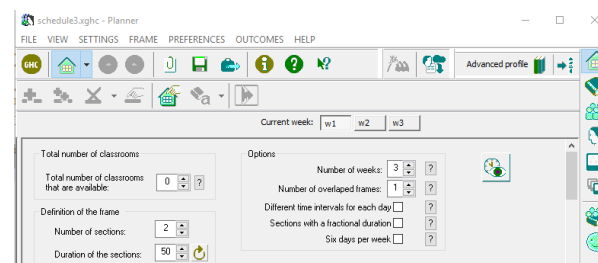 schedule3.xghc - Planner
FILE VIEW SETTINGS FRAME PREFERENCES OUTCOMES HELP
GHC
Advanced profile
a
Current week: w1 w2 w3
Total number of classrooms
Total number of classrooms
that are available: 0 ?
Definition of the frame
Number of sections: 2
Duration of the sections: 50
Options
Number of weeks: 3 ?
Number of overlaped frames: 1 ?
Different time intervals for each day ?
Sections with a fractional duration ?
Six days per week ?